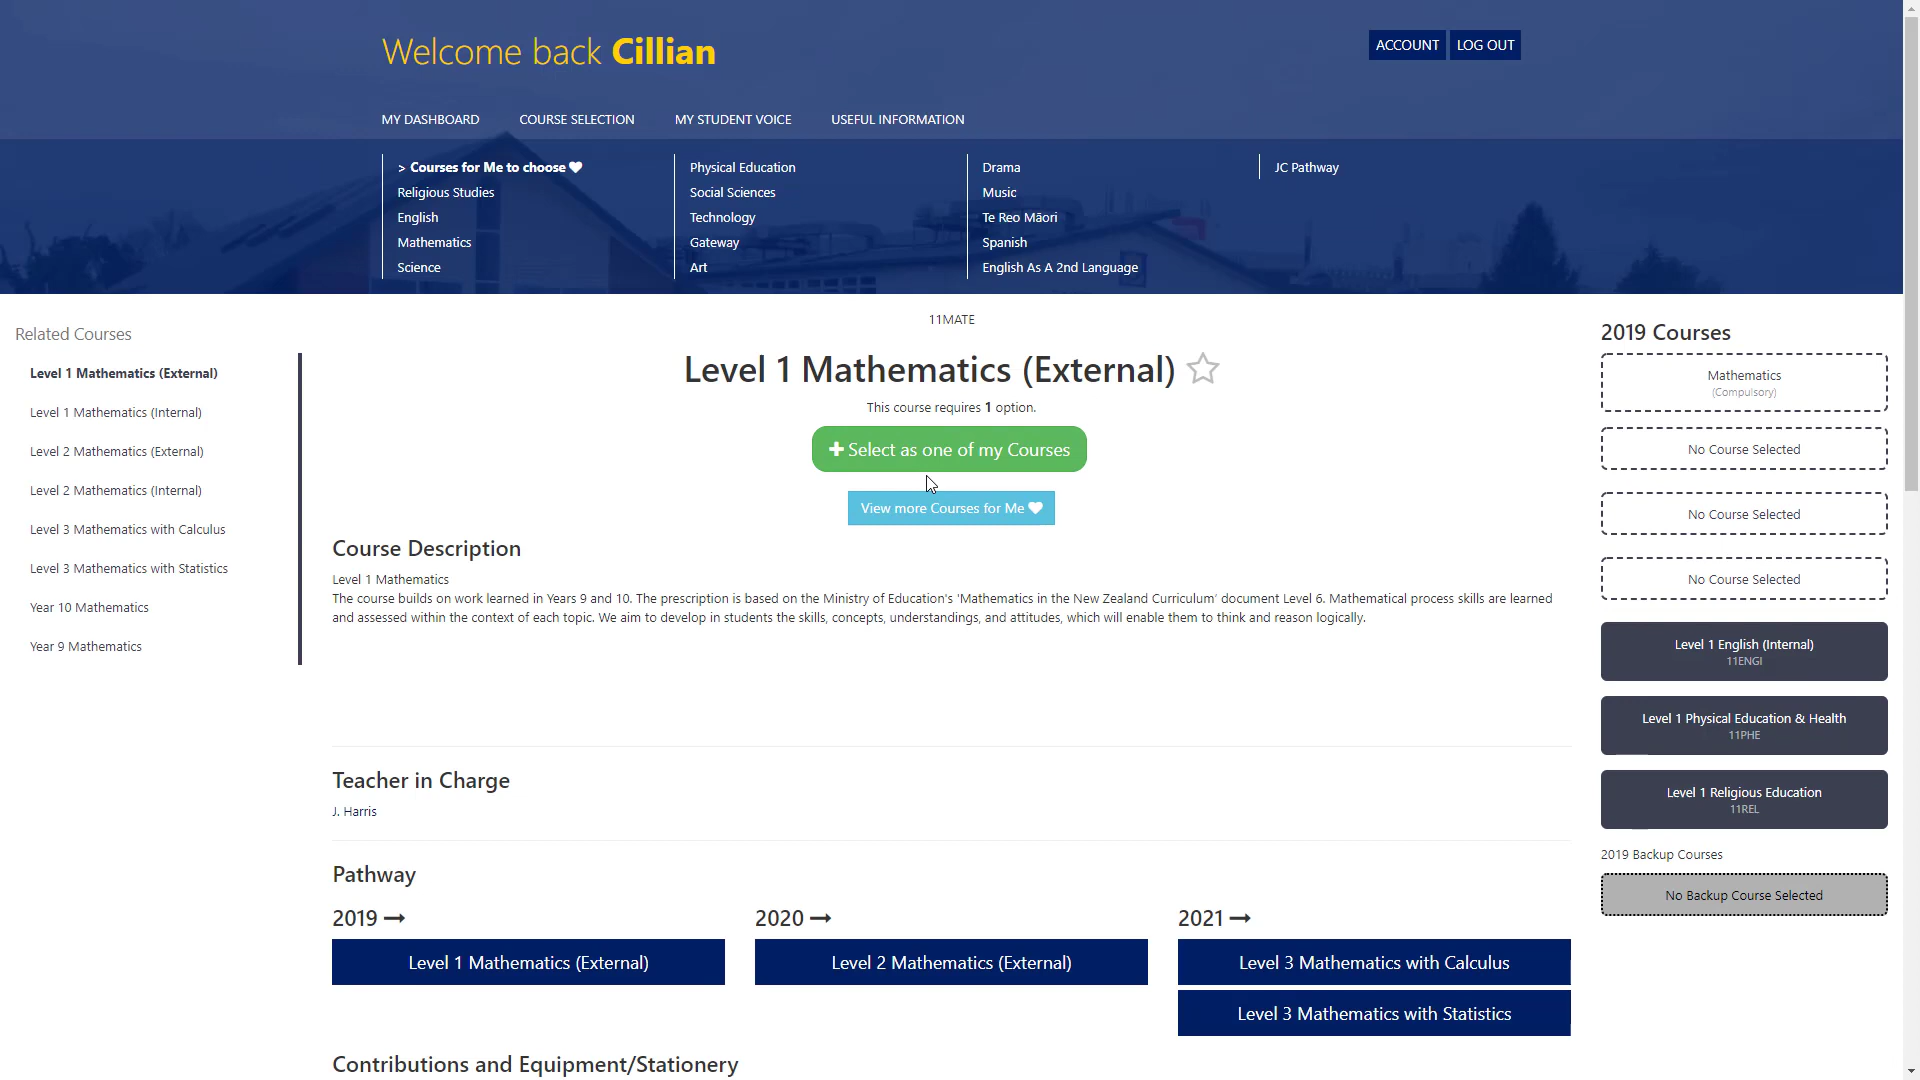 Welcome back Cillian
ACCOUNT
LOG OUT
MY DASHBOARD
COURSE SELECTION
MY STUDENT VOICE
USEFUL INFORMATION
> Courses for Me to choose
Religious Studies
English
Mathematics
Science
Physical Education
Social Sciences
Technology
Gateway
Art
Drama
Music
Te Reo Māori
Spanish
English As A 2nd Language
JC Pathway
Related Courses
Level 1 Mathematics (External)
Level 1 Mathematics (Internal)
Level 2 Mathematics (External)
Level 2 Mathematics (Internal)
Level 3 Mathematics with Calculus
Level 3 Mathematics with Statistics
Year 10 Mathematics
Year 9 Mathematics
11MATE
Level 1 Mathematics (External)
This course requires 1 option.
Select as one of my Courses
View more Courses for Me
Course Description
Level 1 Mathematics
The course builds on work learned in Years 9 and 10. The prescription is based on the Ministry of Education's 'Mathematics in the New Zealand Curriculum' document Level 6. Mathematical process skills are learned
and assessed within the context of each topic. We aim to develop in students the skills, concepts, understandings, and attitudes, which will enable them to think and reason logically.
Teacher in Charge
J. Harris
Pathway
2019
Level 1 Mathematics (External)
2020
Level 2 Mathematics (External)
2021
Level 3 Mathematics with Calculus
Level 3 Mathematics with Statistics
Contributions and Equipment/Stationery
2019 Courses
Mathematics
(Compulsory)
No Course Selected
No Course Selected
No Course Selected
Level 1 English (Internal)
11ENGI
Level 1 Physical Education & Health
11PHE
Level 1 Religious Education
11REL
2019 Backup Courses
No Backup Course Selected